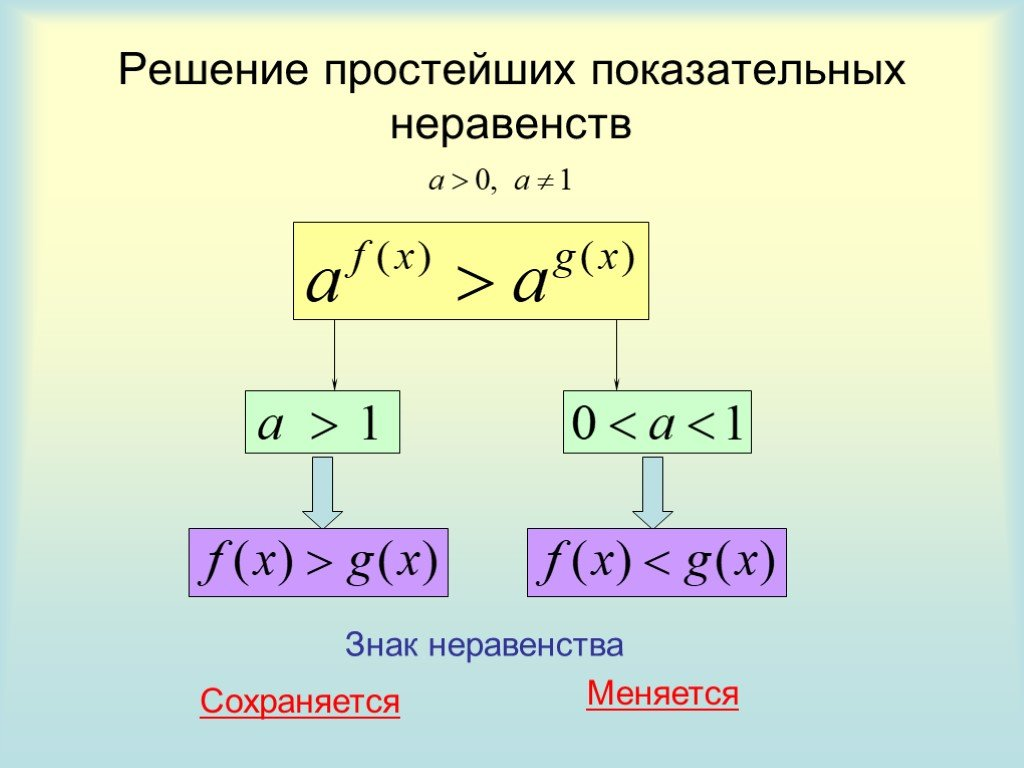 Решение простейших показательных
неравенств
a > 0, a ≠ 1
a^{f(x)} > a^{g(x)}
a > 1
0 < a < 1
f(x) > g(x)
f(x) < g(x)
Знак неравенства
Сохраняется
Меняется